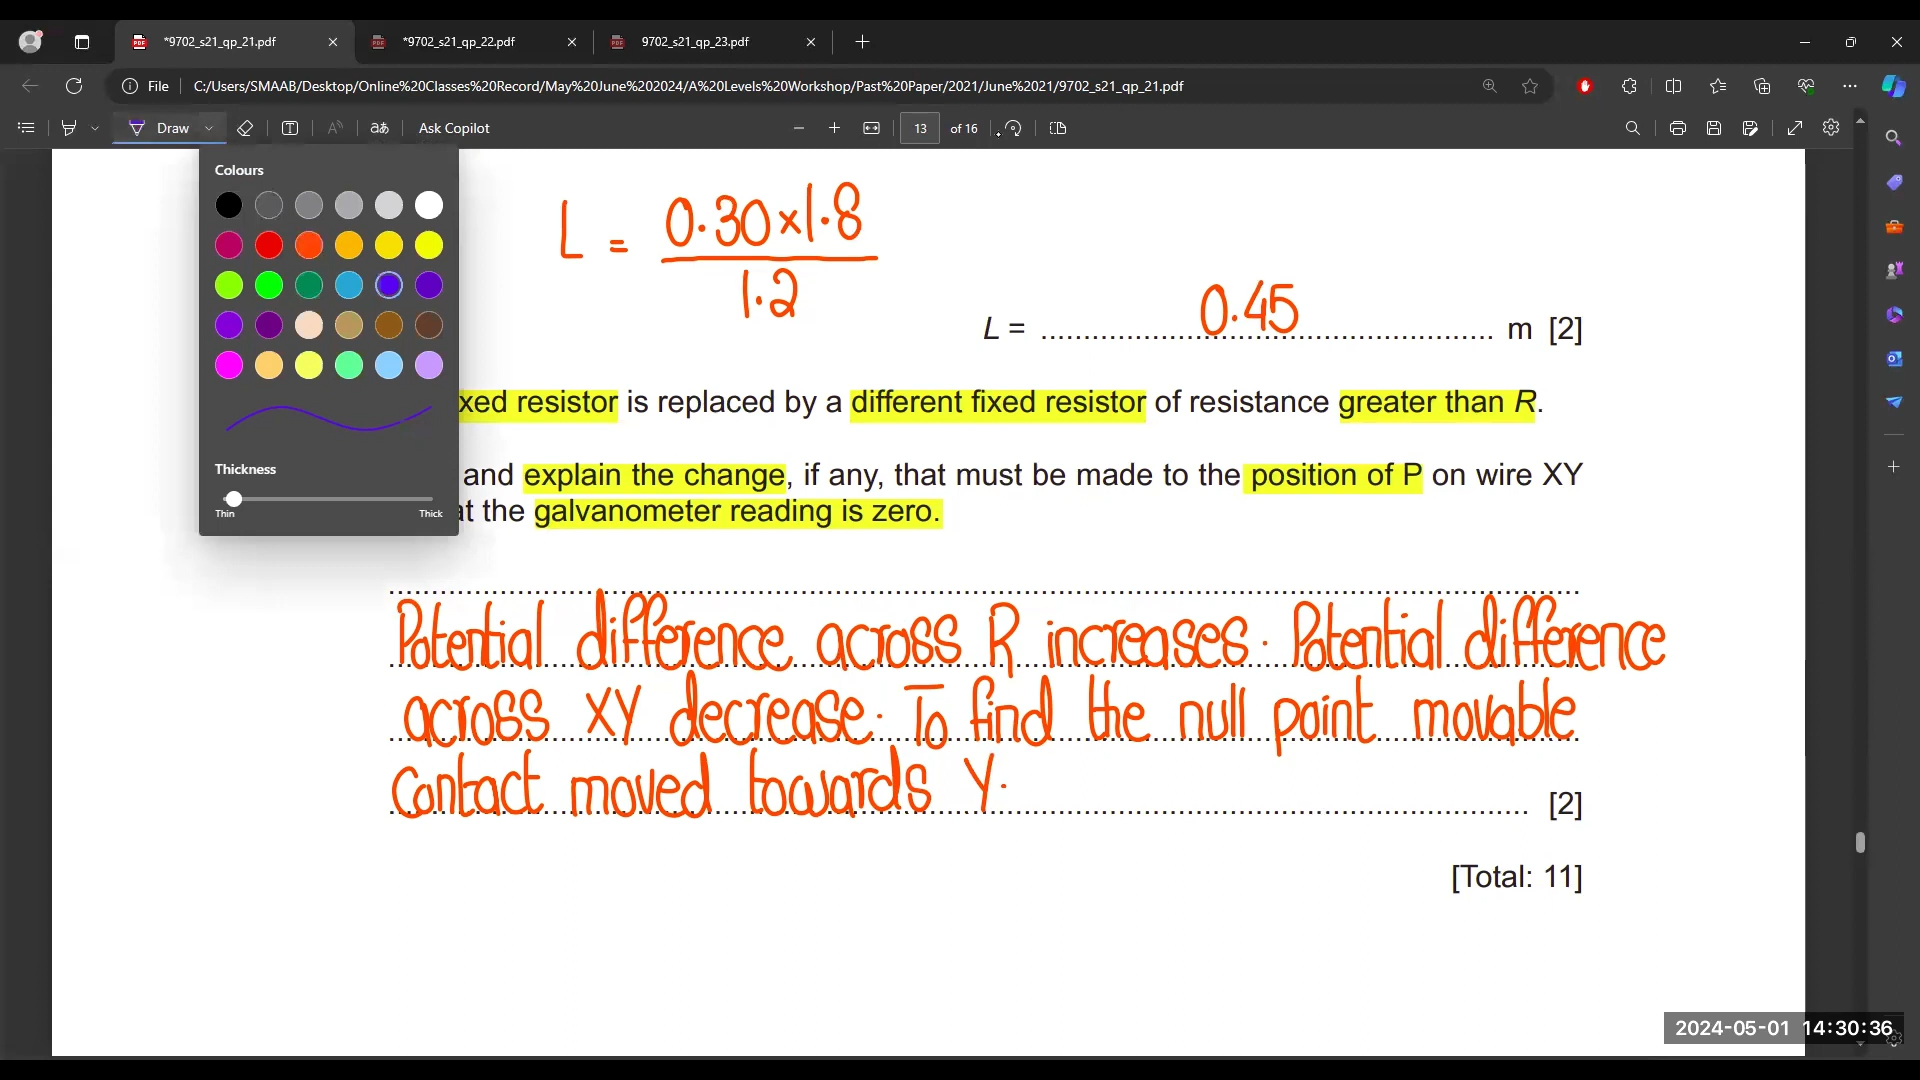 *9702_s21_qp_21.pdf
*9702_s21_qp_22.pdf
9702_s21_qp_23.pdf
File C:/Users/SMAAB/Desktop/Online%20Classes%20Record/May%20June%202024/A%20Levels%20Workshop/Past%20Paper/2021/June%2021/9702_s21_qp_21.pdf
Draw Ask Copilot 13 of 16
Colours
Thickness
Thin Thick
L = 0.30×1.8
1.2
L = 0.45 m [2]
xed resistor is replaced by a different fixed resistor of resistance greater than R.
and explain the change, if any, that must be made to the position of P on wire XY
at the galvanometer reading is zero.
Potential difference across R increases. Potential difference
across XY decrease. To find the null point movable
contact moved towards Y.
[2]
[Total: 11]
2024-05-01 14:30:36